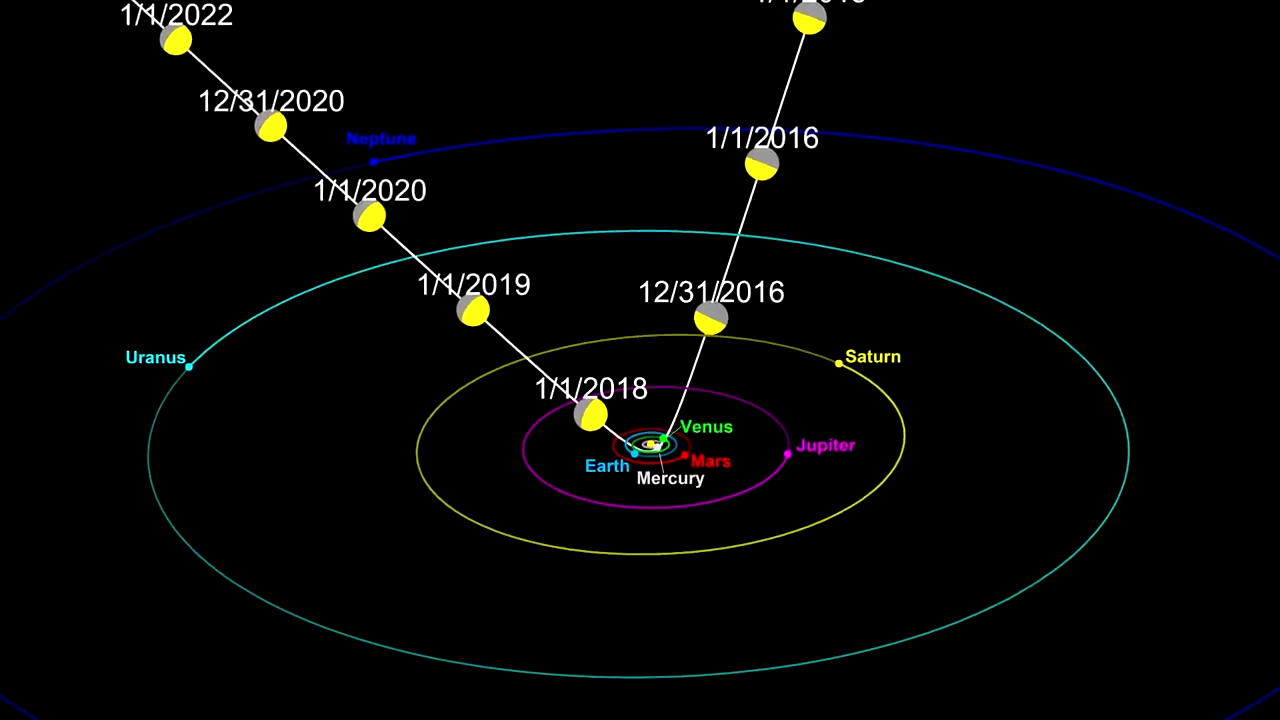 1/1/2022
12/31/2020
Neptune
1/1/2016
1/1/2020
1/1/2019
12/31/2016
Uranus
Saturn
1/1/2018
Venus
Jupiter
Earth
Mars
Mercury